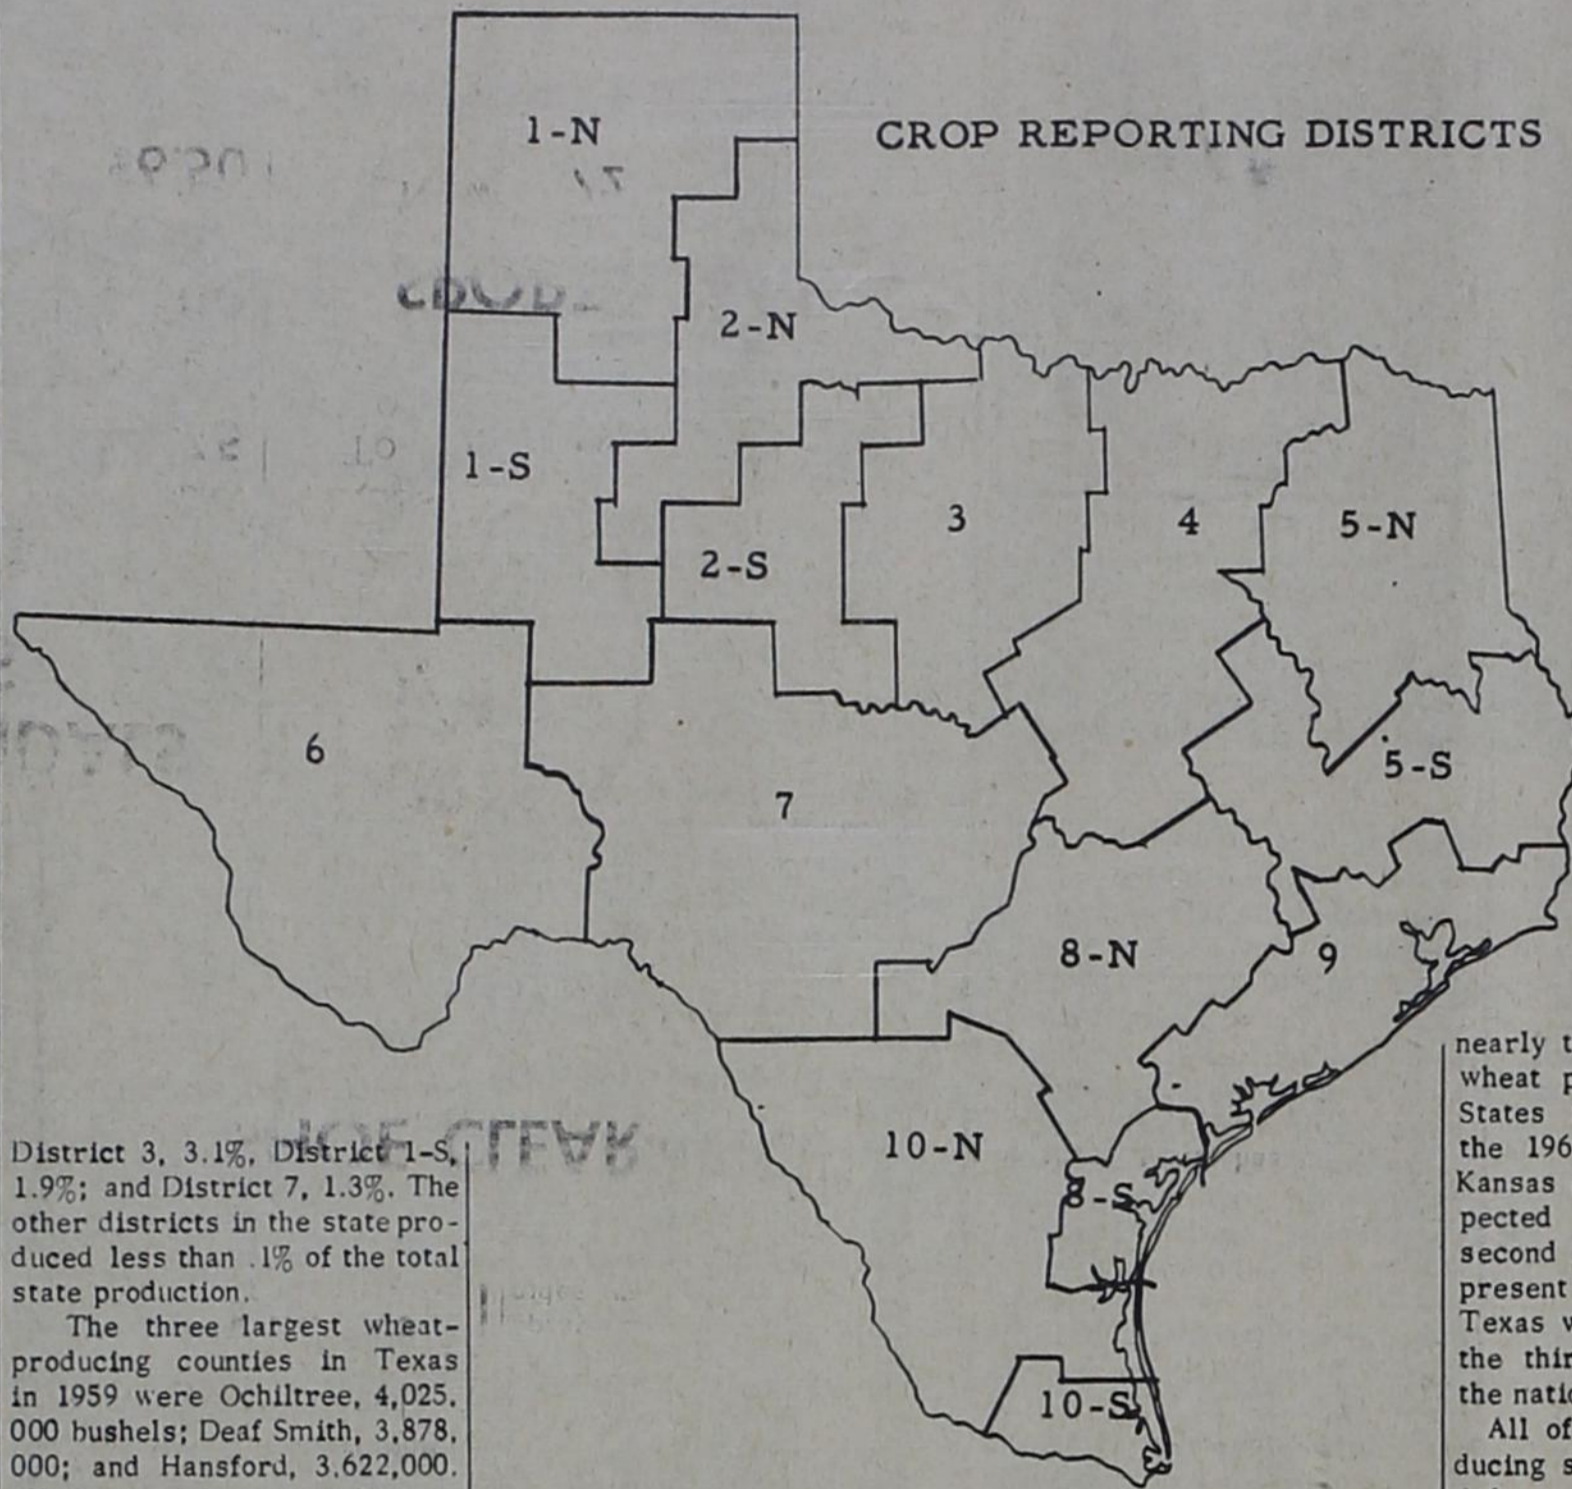 CROP REPORTING DISTRICTS
1-N
2-N
1-S
2-S
3
4
5-N
6
7
5-S
8-N
9
10-N
8-S
10-S
District 3, 3.1%, District 1-S,
1.9%; and District 7, 1.3%. The
other districts in the state pro-
duced less than .1% of the total
state production.
The three largest wheat-
producing counties in Texas
in 1959 were Ochiltree, 4,025,
000 bushels; Deaf Smith, 3,878,
000; and Hansford, 3,622,000.
nearly
wheat
States
the 196
Kansas
pected
second
present
Texas
the
the
All of
ducing